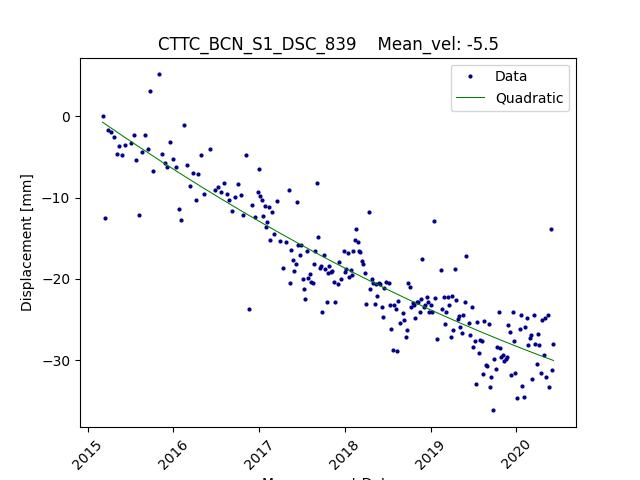 CTTC_BCN_S1_DSC_839 Mean_vel: -5.5
Data
Quadratic
Displacement [mm]
0
−10
−20
−30
2015
2016
2017
2018
2019
2020